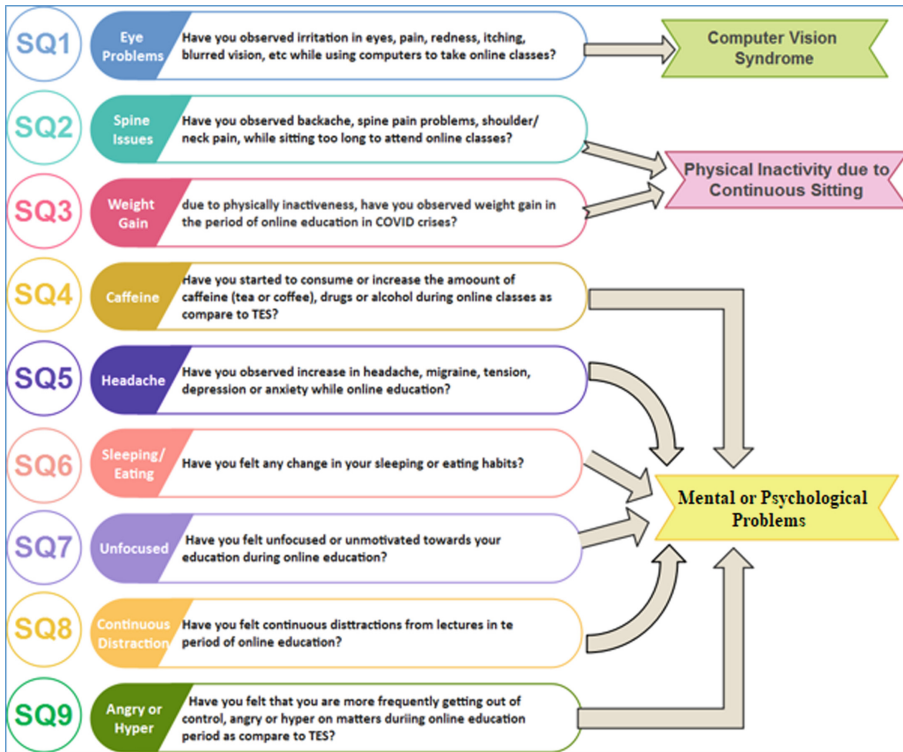 SQ1
Eye
Problems
Have you observed irritation in eyes, pain, redness, itching,
blurred vision, etc while using computers to take online classes?
Computer Vision
Syndrome
SQ2
Spine
Issues
Have you observed backache, spine pain problems, shoulder/
neck pain, while sitting too long to attend online classes?
Physical Inactivity due to
Continuous Sitting
SQ3
Weight
Gain
due to physically inactiveness, have you observed weight gain in
the period of online education in COVID crises?
SQ4
Caffeine
Have you started to consume or increase the amoount of
caffeine (tea or coffee), drugs or alcohol during online classes as
compare to TES?
SQ5
Headache
Have you observed increase in headache, migraine, tension,
depression or anxiety while online education?
SQ6
Sleeping/
Eating
Have you felt any change in your sleeping or eating habits?
Mental or Psychological
Problems
SQ7
Unfocused
Have you felt unfocused or unmotivated towards your
education during online education?
SQ8
Continuous
Distraction
Have you felt continuous disttractions from lectures in te
period of online education?
SQ9
Angry or
Hyper
Have you felt that you are more frequently getting out of
control, angry or hyper on matters duriing online education
period as compare to TES?